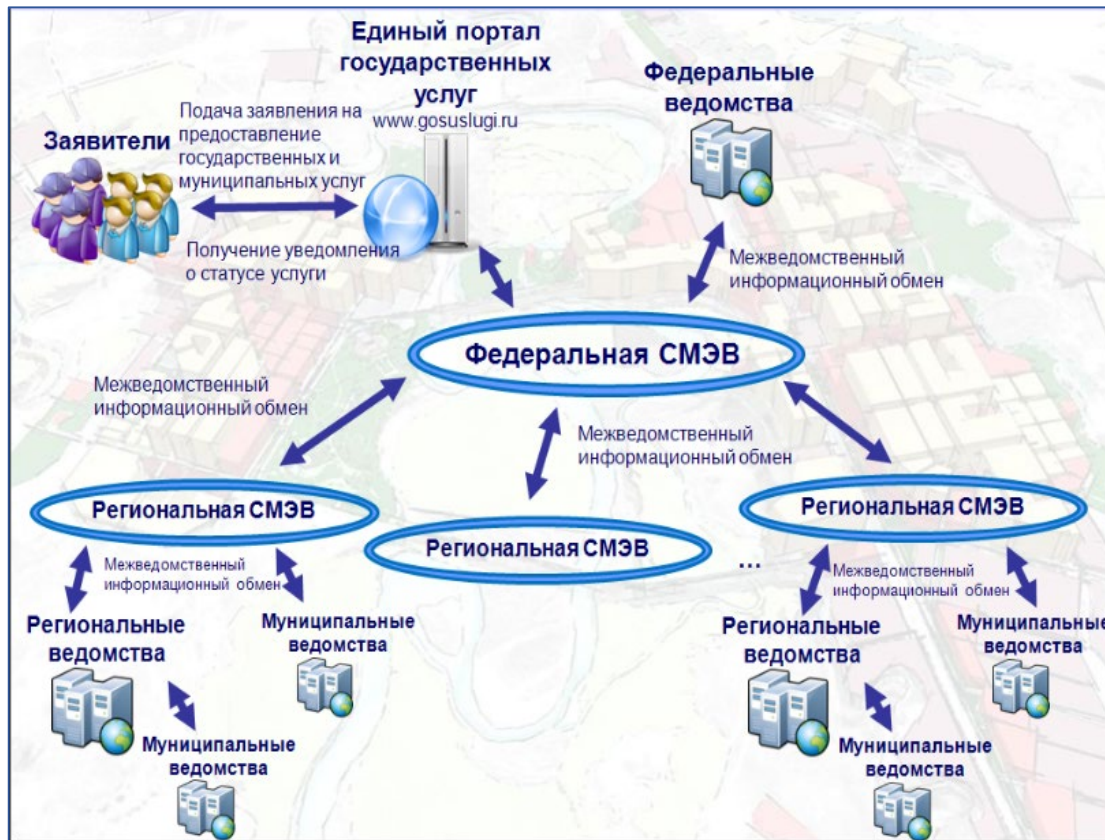 Единый портал
государственных
услуг
www.gosuslugi.ru
Федеральные
ведомства
Заявители
Подача заявления на
предоставление
государственных и
муниципальных услуг
Получение уведомления
о статусе услуги
Межведомственный
информационный обмен
Федеральная СМЭВ
Межведомственный
информационный обмен
Межведомственный
информационный обмен
Региональная СМЭВ
Региональная СМЭВ
...
Региональная СМЭВ
Межведомственный
информационный обмен
Региональные
ведомства
Муниципальные
ведомства
Муниципальные
ведомства
Межведомственный
информационный обмен
Региональные
ведомства
Муниципальные
ведомства
Муниципальные
ведомства